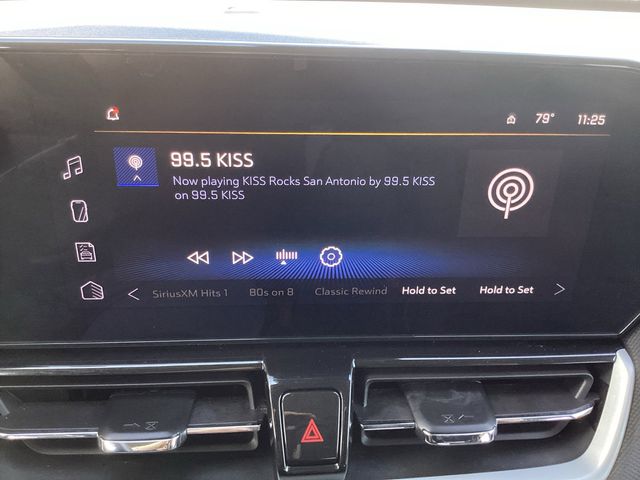 79° 11:25
99.5 KISS
Now playing KISS Rocks San Antonio by 99.5 KISS
on 99.5 KISS
SiriusXM Hits 1 80s on 8 Classic Rewind Hold to Set Hold to Set